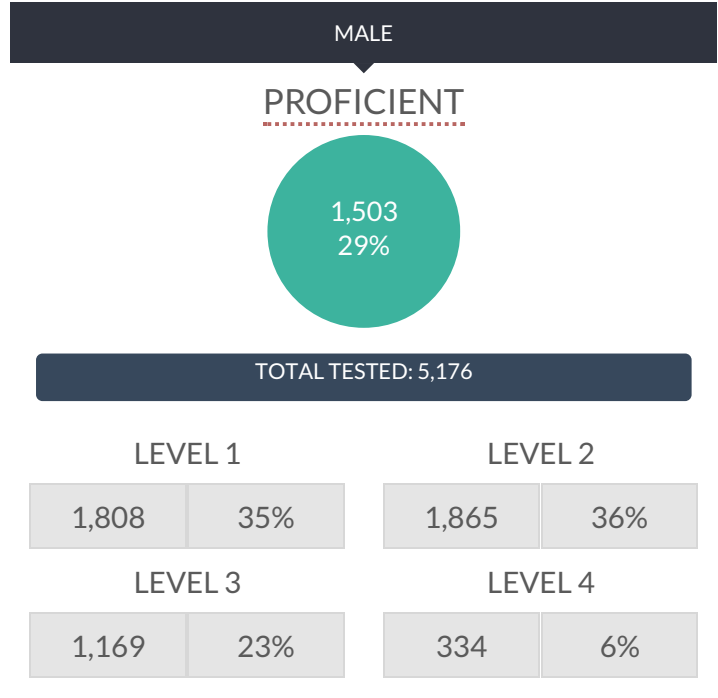 MALE
PROFICIENT
1,503
29%
TOTAL TESTED: 5,176
LEVEL 1
1,808 35%
LEVEL 2
1,865 36%
LEVEL 3
1,169 23%
LEVEL 4
334 6%